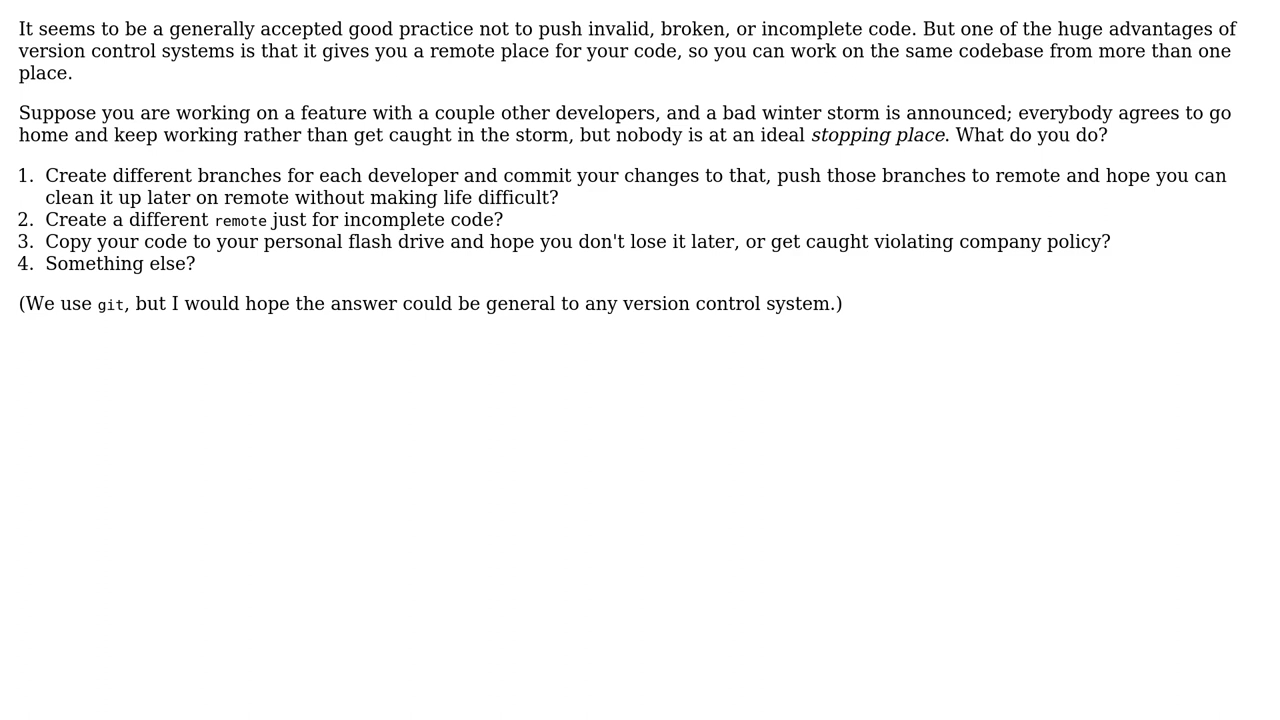 It seems to be a generally accepted good practice not to push invalid, broken, or incomplete code. But one of the huge advantages of
version control systems is that it gives you a remote place for your code, so you can work on the same codebase from more than one
place.
Suppose you are working on a feature with a couple other developers, and a bad winter storm is announced; everybody agrees to go
home and keep working rather than get caught in the storm, but nobody is at an ideal stopping place. What do you do?
1. Create different branches for each developer and commit your changes to that, push those branches to remote and hope you can
clean it up later on remote without making life difficult?
2. Create a different remote just for incomplete code?
3. Copy your code to your personal flash drive and hope you don't lose it later, or get caught violating company policy?
4. Something else?
(We use git, but I would hope the answer could be general to any version control system.)